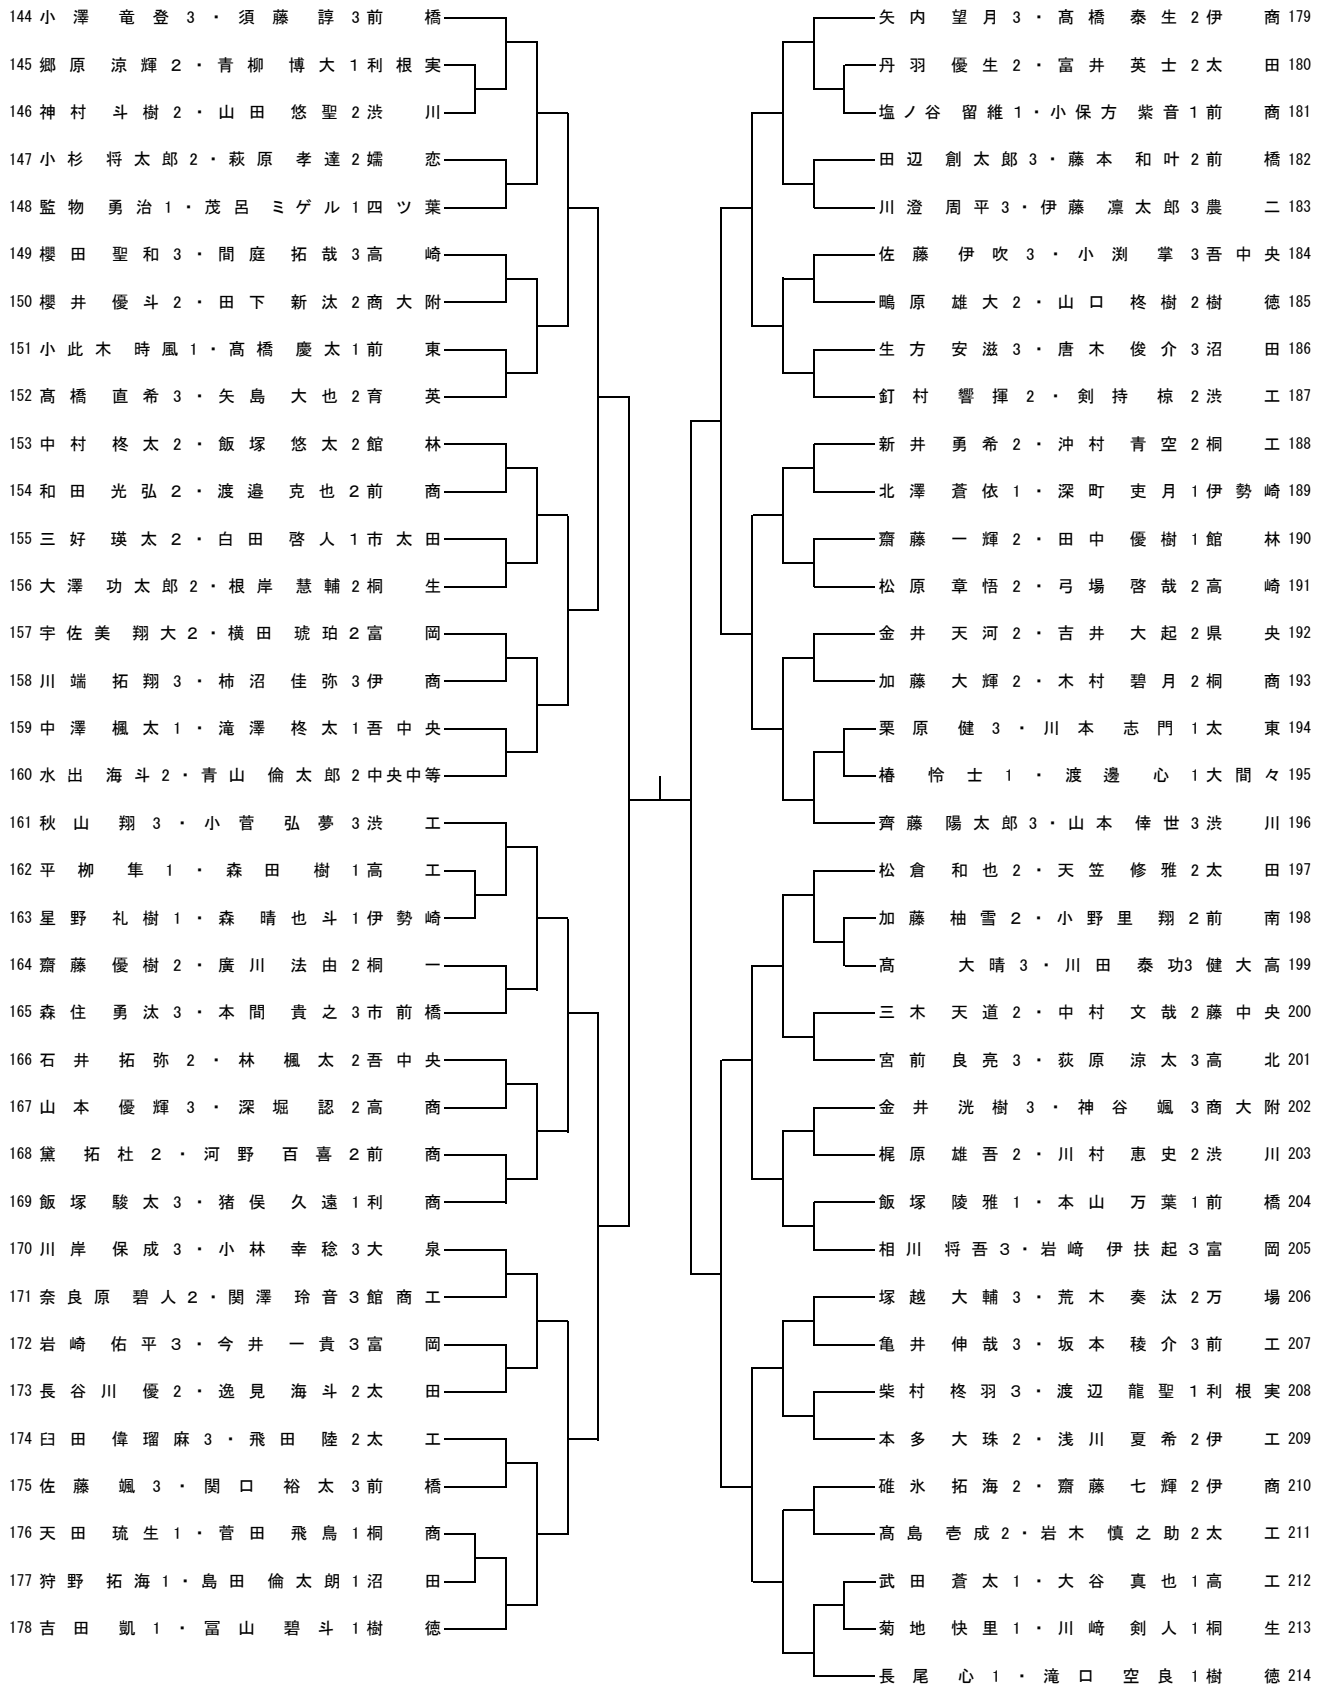 144 小澤 竜登3・須藤 諄3 前橋
145 郷原 涼輝2・青柳 博大1 利根実
146 神村 斗樹2・山田 悠聖2 渋川
147 小杉 将太郎2・萩原 孝達2 嬬恋
148 監物 勇治1・茂呂 ミゲル1 四ツ葉
149 櫻田 聖和3・間庭 拓哉3 高崎
150 櫻井 優斗2・田下 新汰2 商大附
151 小此木 時風1・髙橋 慶太1 前東
152 髙橋 直希3・矢島 大也2 育英
153 中村 柊太2・飯塚 悠太2 館林
154 和田 光弘2・渡邉 克也2 前商
155 三好 瑛太2・白田 啓人1 市太田
156 大澤 功太郎2・根岸 慧輔2 桐生
157 宇佐美 翔大2・横田 琥珀2 富岡
158 川端 拓翔3・柿沼 佳弥3 伊商
159 中澤 楓太1・滝澤 柊太1 吾中央
160 水出 海斗2・青山 倫太郎2 中央中等
161 秋山 翔3・小菅 弘夢3 渋工
162 平栁 隼1・森田 樹1 高工
163 星野 礼樹1・森 晴也斗1 伊勢崎
164 齋藤 優樹2・廣川 法由2 桐一
165 森住 勇汰3・本間 貴之3 市前橋
166 石井 拓弥2・林 楓太2 吾中央
167 山本 優輝3・深堀 認2 高商
168 黛 拓杜2・河野 百喜2 前商
169 飯塚 駿太3・猪俣 久遠1 利商
170 川岸 保成3・小林 幸稔3 大泉
171 奈良原 碧人2・関澤 玲音3 館商工
172 岩崎 佑平3・今井 一貴3 富岡
173 長谷川 優2・逸見 海斗2 太田
174 臼田 偉瑠麻3・飛田 陸2 太工
175 佐藤 颯3・関口 裕太3 前橋
176 天田 琉生1・菅田 飛鳥1 桐商
177 狩野 拓海1・島田 倫太朗1 沼田
178 吉田 凱1・冨山 碧斗1 樹徳
矢内 望月3・髙橋 泰生2 伊商 179
丹羽 優生2・富井 英士2 太田 180
塩ノ谷 留維1・小保方 紫音1 前商 181
田辺 創太郎3・藤本 和叶2 前橋 182
川澄 周平3・伊藤 凛太郎3 農二 183
佐藤 伊吹3・小渕 掌3 吾中央 184
鴫原 雄大2・山口 柊樹2 樹徳 185
生方 安滋3・唐木 俊介3 沼田 186
釘村 響揮2・剣持 椋2 渋工 187
新井 勇希2・沖村 青空2 桐工 188
北澤 蒼依1・深町 吏月1 伊勢崎 189
齋藤 一輝2・田中 優樹1 館林 190
松原 章悟2・弓場 啓哉2 高崎 191
金井 天河2・吉井 大起2 県央 192
加藤 大輝2・木村 碧月2 桐商 193
栗原 健3・川本 志門1 太東 194
椿 怜士1・渡邊 心1 大間々 195
齊藤 陽太郎3・山本 倖世3 渋川 196
松倉 和也2・天笠 修雅2 太田 197
加藤 柚雪2・小野里 翔2 前南 198
髙 大晴3・川田 泰功3 健大高 199
三木 天道2・中村 文哉2 藤中央 200
宮前 良亮3・荻原 涼太3 高北 201
金井 洸樹3・神谷 颯3 商大附 202
梶原 雄吾2・川村 恵史2 渋川 203
飯塚 陵雅1・本山 万葉1 前橋 204
相川 将吾3・岩﨑 伊扶起3 富岡 205
塚越 大輔3・荒木 奏汰2 万場 206
亀井 伸哉3・坂本 稜介3 前工 207
柴村 柊羽3・渡辺 龍聖1 利根実 208
本多 大珠2・浅川 夏希2 伊工 209
碓氷 拓海2・齋藤 七輝2 伊商 210
髙島 壱成2・岩木 慎之助2 太工 211
武田 蒼太1・大谷 真也1 高工 212
菊地 快里1・川﨑 剣人1 桐生 213
長尾 心1・滝口 空良1 樹徳 214